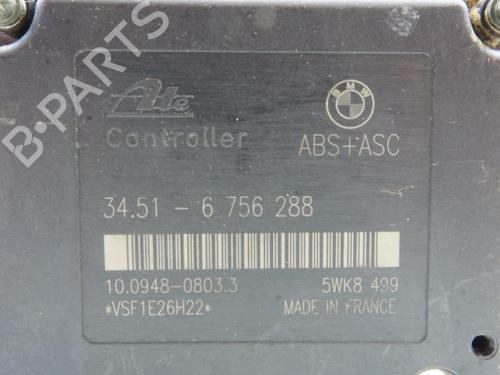 B-PARTS
Ate
BMW
Controller
ABS+ASC
34.51 - 6 756 288
10.0948-0803.3
5WK8 499
*VSF1E26H22*
MADE IN FRANCE